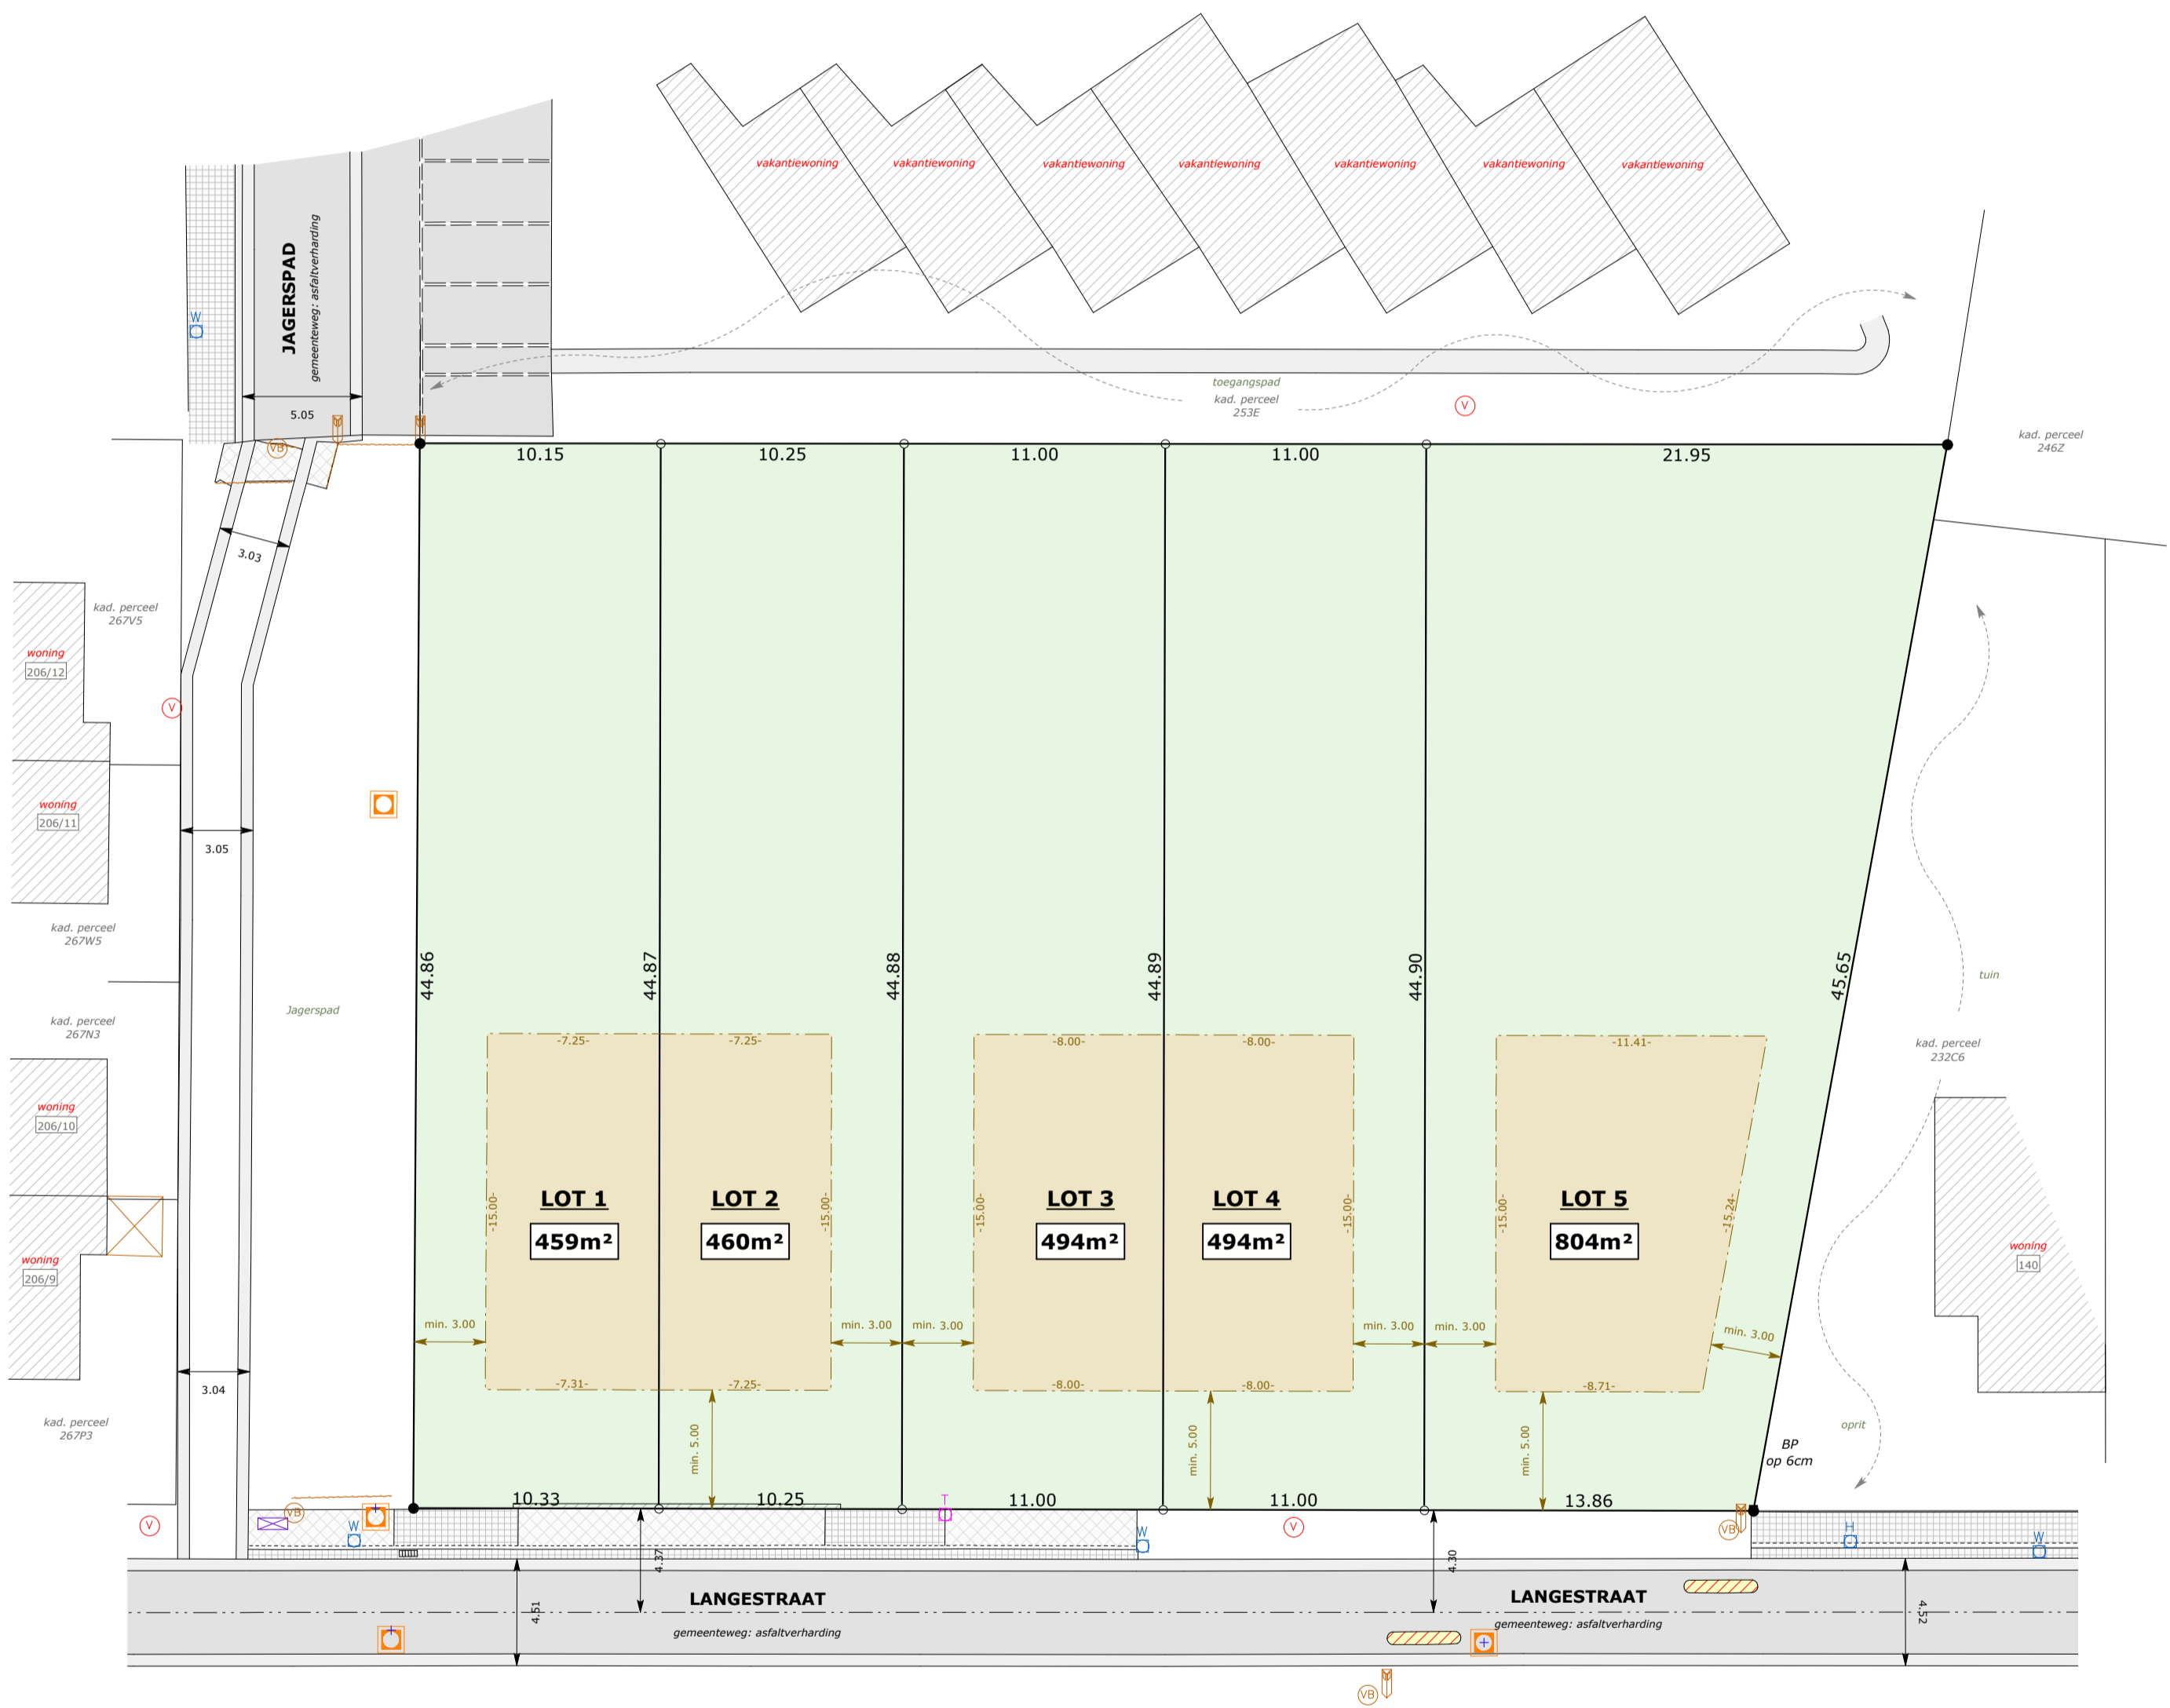 vakantiewoning
vakantiewoning
vakantiewoning
vakantiewoning
vakantiewoning
vakantiewoning
vakantiewoning
JAGERSPAD
gemeenteweg: asfaltverharding
W
5.05
toegangspad
kad. perceel
253E
V
kad. perceel
246Z
VB
10.15
10.25
11.00
11.00
21.95
3.03
kad. perceel
267V5
woning
206/12
V
woning
206/11
3.05
kad. perceel
267W5
44.86
44.87
44.88
44.89
44.90
45.65
tuin
Jagerspad
kad. perceel
267N3
kad. perceel
232C6
-7.25-
-7.25-
-8.00-
-8.00-
-11.41-
woning
206/10
-15.00-
-15.00-
-15.00-
-15.00-
-15.00-
-15.24-
LOT 1
459m²
LOT 2
460m²
LOT 3
494m²
LOT 4
494m²
LOT 5
804m²
woning
206/9
woning
140
min. 3.00
min. 3.00
min. 3.00
min. 3.00
min. 3.00
min. 3.00
3.04
-7.31-
-7.25-
-8.00-
-8.00-
-8.71-
kad. perceel
267P3
min. 5.00
min. 5.00
min. 5.00
oprit
BP
op 6cm
10.33
10.25
11.00
11.00
13.86
V
VB
W
T
W
V
VB
H
W
4.37
4.30
4.51
4.52
LANGESTRAAT
gemeenteweg: asfaltverharding
LANGESTRAAT
gemeenteweg: asfaltverharding
VB